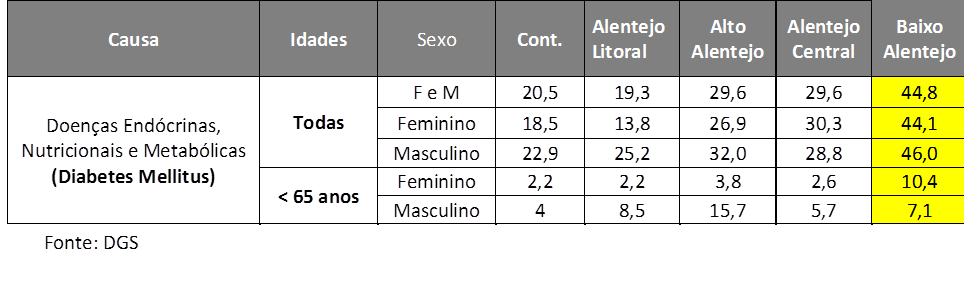 Causa Idades Sexo Cont. Alentejo Litoral Alto Alentejo Alentejo Central Baixo Alentejo
Doenças Endócrinas, Nutricionais e Metabólicas (Diabetes Mellitus) Todas F e M 20,5 19,3 29,6 29,6 44,8
Feminino 18,5 13,8 26,9 30,3 44,1
Masculino 22,9 25,2 32,0 28,8 46,0
< 65 anos Feminino 2,2 2,2 3,8 2,6 10,4
Masculino 4 8,5 15,7 5,7 7,1
Fonte: DGS